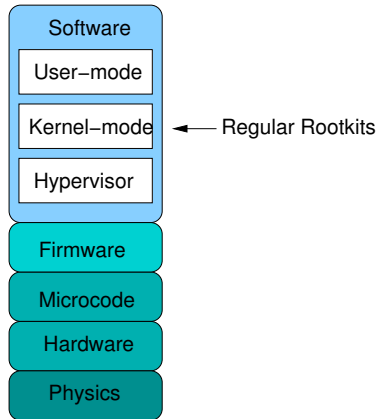 Software
User−mode
Kernel−mode
Regular Rootkits
Hypervisor
Firmware
Microcode
Hardware
Physics